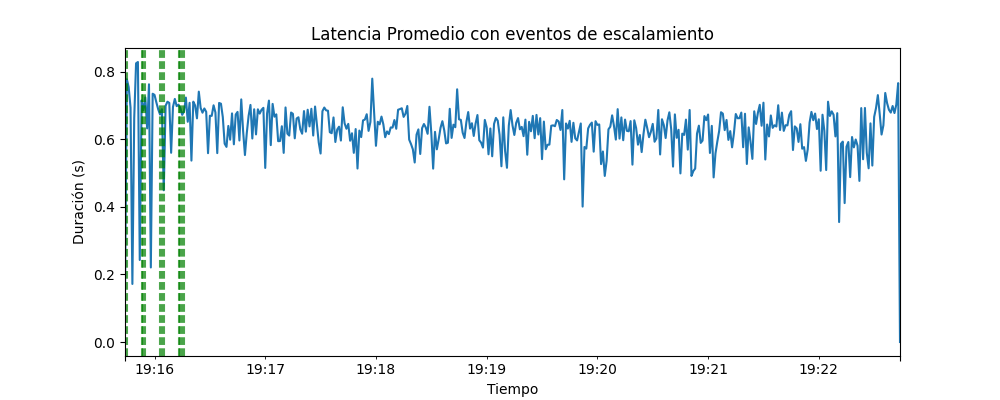 Latencia Promedio con eventos de escalamiento
Duración (s)
0.8
0.6
0.4
0.2
0.0
19:16 19:17 19:18 19:19 19:20 19:21 19:22
Tiempo